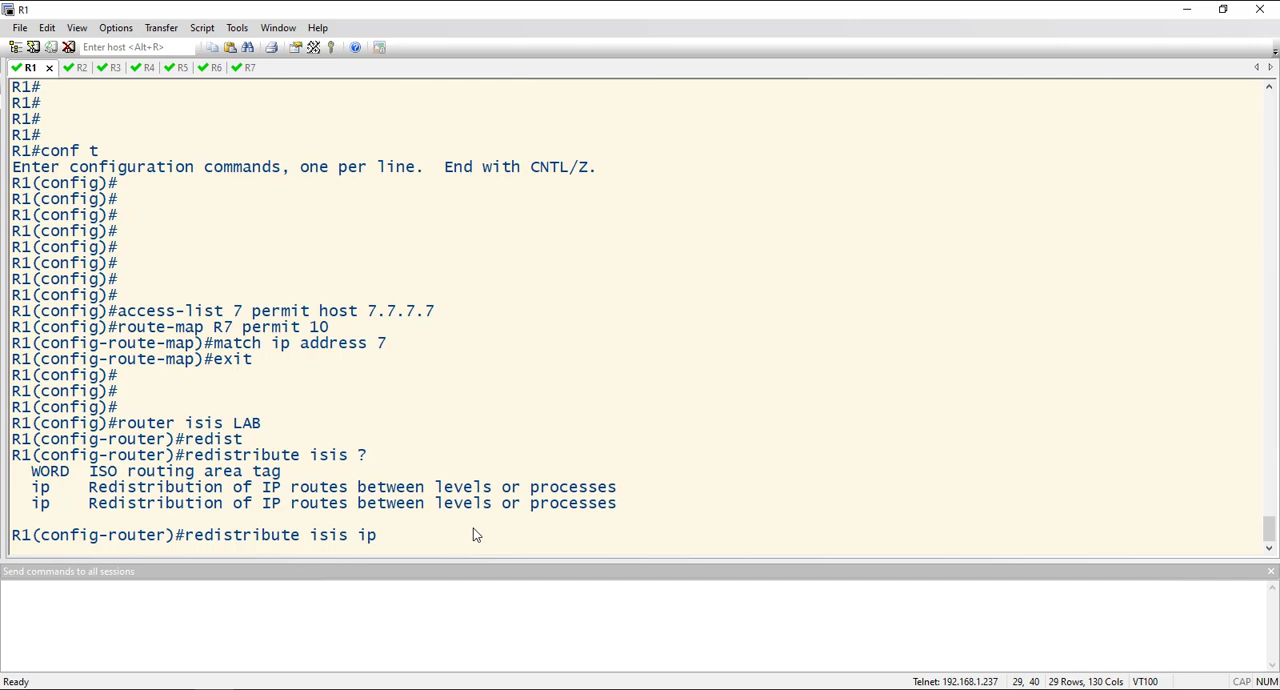 R1
File Edit View Options Transfer Script Tools Window Help
Enter host <Alt+R>
R1 R2 R3 R4 R5 R6 R7
R1#
R1#
R1#
R1#
R1#conf t
Enter configuration commands, one per line.  End with CNTL/Z.
R1(config)#
R1(config)#
R1(config)#
R1(config)#
R1(config)#
R1(config)#
R1(config)#
R1(config)#
R1(config)#access-list 7 permit host 7.7.7.7
R1(config)#route-map R7 permit 10
R1(config-route-map)#match ip address 7
R1(config-route-map)#exit
R1(config)#
R1(config)#
R1(config)#
R1(config)#router isis LAB
R1(config-router)#redist
R1(config-router)#redistribute isis ?
  WORD  ISO routing area tag
  ip    Redistribution of IP routes between levels or processes
  ip    Redistribution of IP routes between levels or processes
R1(config-router)#redistribute isis ip
Send commands to all sessions
Ready Telnet: 192.168.1.237 29, 40 29 Rows, 130 Cols VT100 CAP NUM